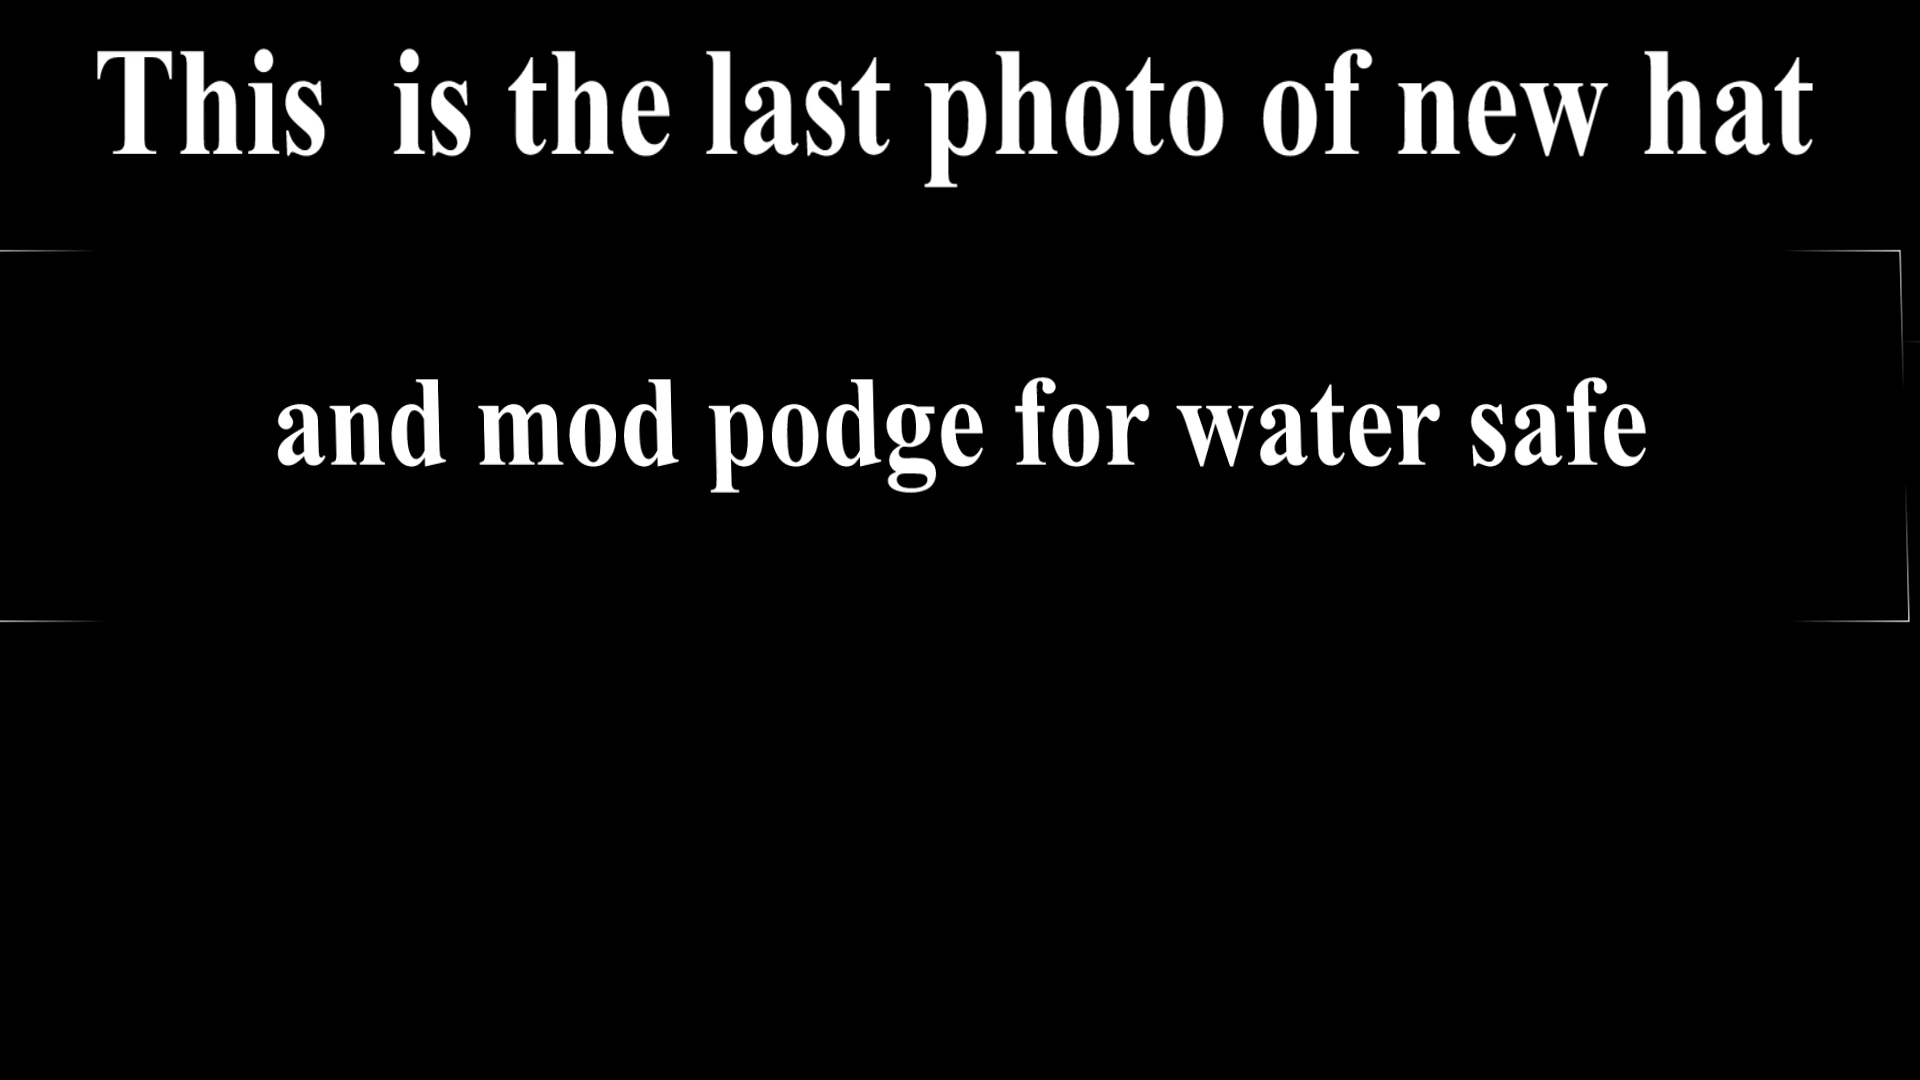 This  is the last photo of new hat
and mod podge for water safe